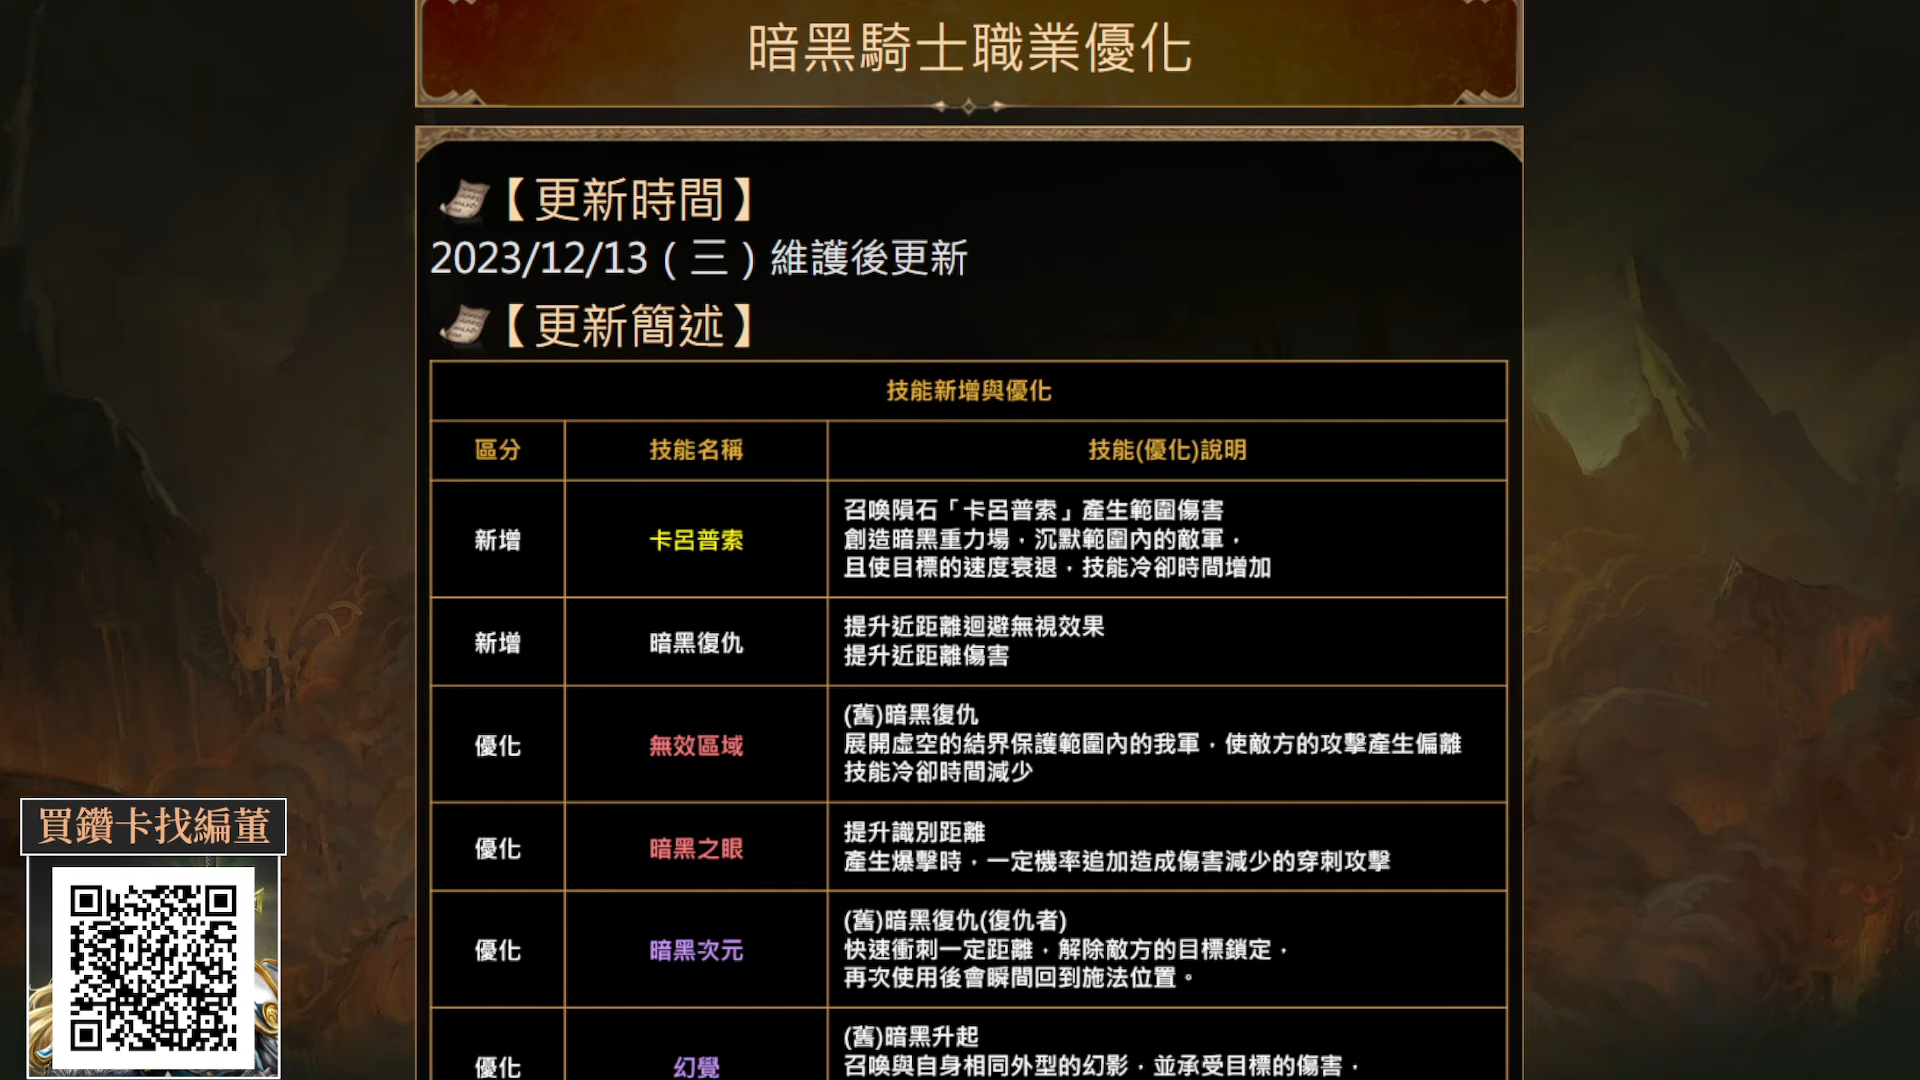 暗黑騎士職業優化
【更新時間】
2023/12/13(三)維護後更新
【更新簡述】
技能新增與優化
區分 技能名稱 技能(優化)說明
新增 卡呂普索
召喚隕石「卡呂普索」產生範圍傷害
創造暗黑重力場，沉默範圍內的敵軍，
且使目標的速度衰退，技能冷卻時間增加
新增 暗黑復仇
提升近距離迴避無視效果
提升近距離傷害
優化 無效區域
(舊)暗黑復仇
展開虛空的結界保護範圍內的我軍，使敵方的攻擊產生偏離
技能冷卻時間減少
優化 暗黑之眼
提升識別距離
產生爆擊時，一定機率追加造成傷害減少的穿刺攻擊
優化 暗黑次元
(舊)暗黑復仇(復仇者)
快速衝刺一定距離，解除敵方的目標鎖定，
再次使用後會瞬間回到施法位置。
優化 幻覺
(舊)暗黑升起
召喚與自身相同外型的幻影，並承受目標的傷害，
買鑽卡找編董